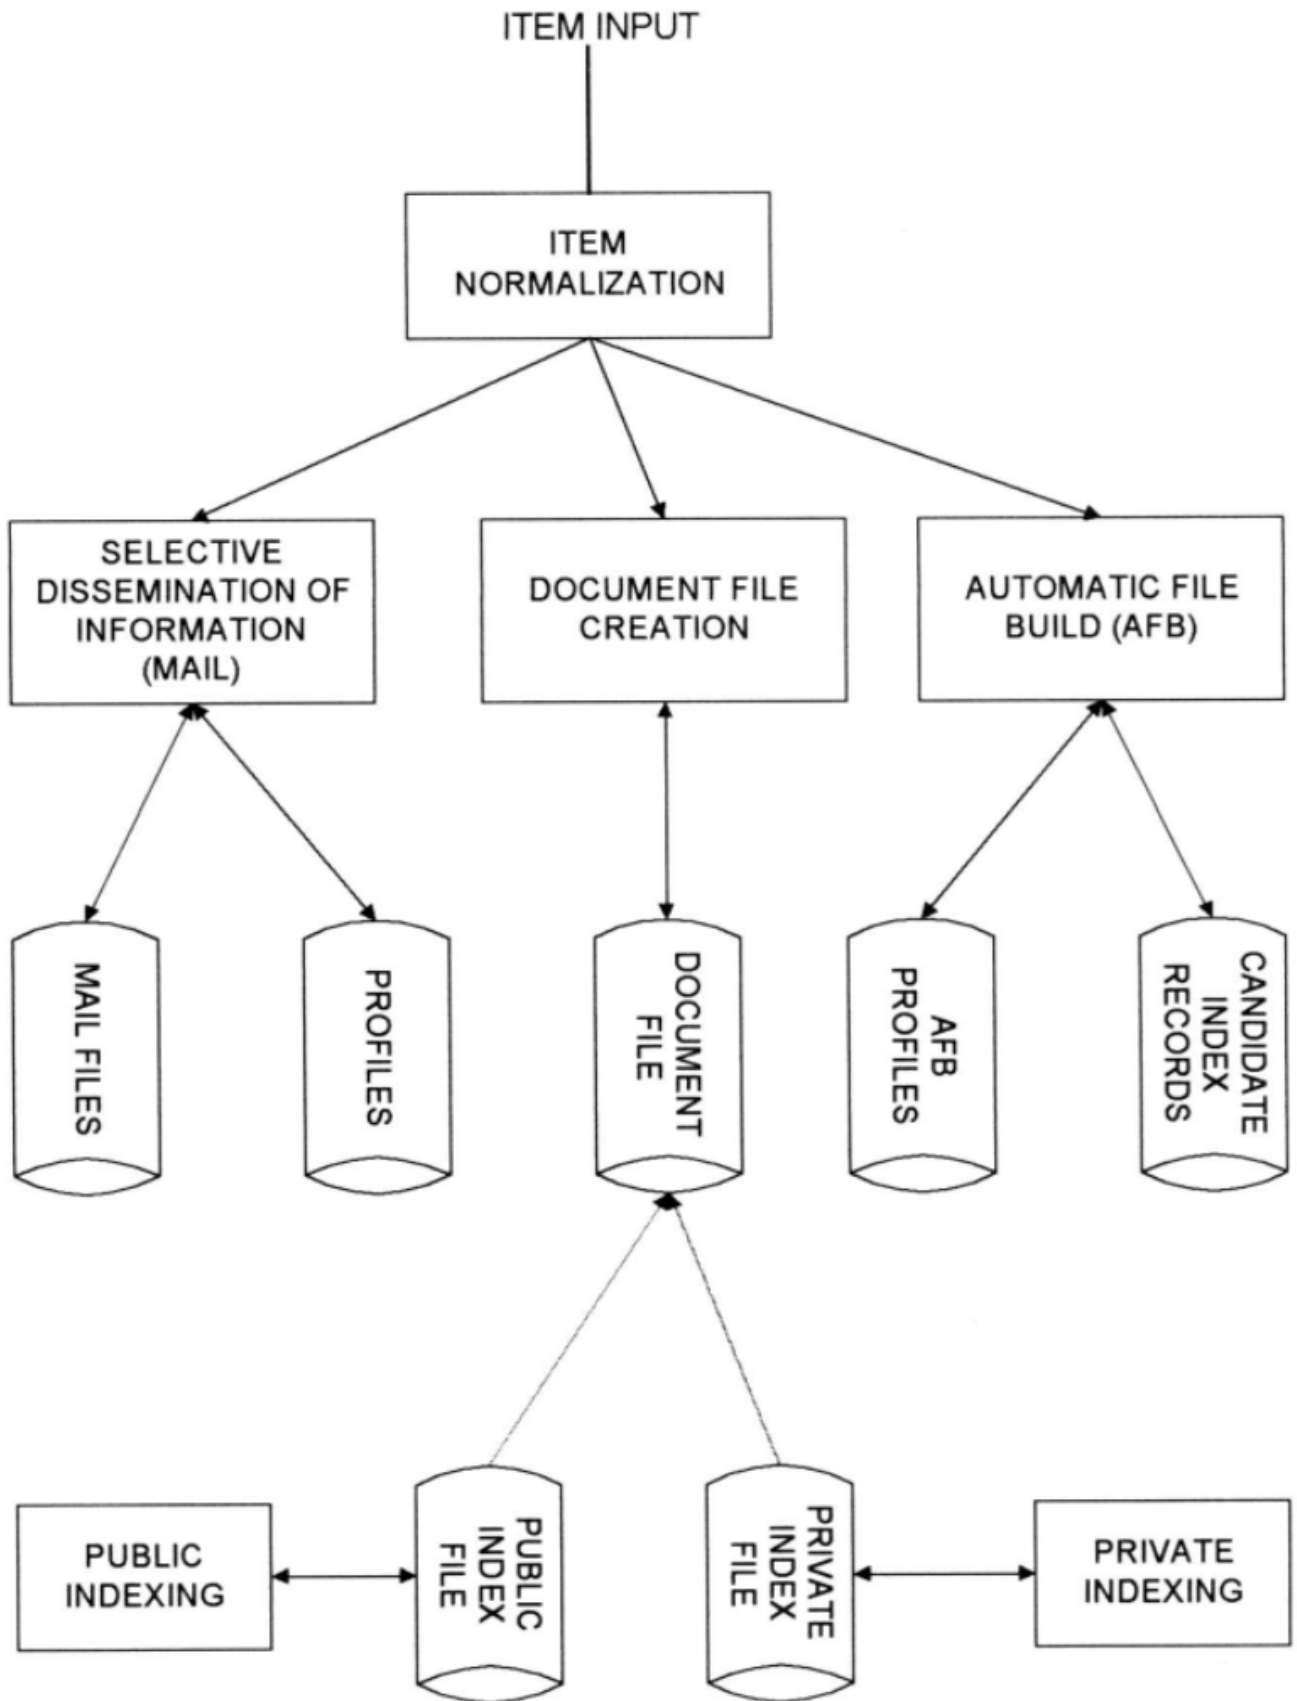 ITEM INPUT
ITEM
NORMALIZATION
SELECTIVE
DISSEMINATION OF
INFORMATION
(MAIL)
DOCUMENT FILE
CREATION
AUTOMATIC FILE
BUILD (AFB)
MAIL FILES
PROFILES
DOCUMENT
FILE
AFB
PROFILES
CANDIDATE
INDEX
RECORDS
PUBLIC
INDEXING
PUBLIC
INDEX
FILE
PRIVATE
INDEX
FILE
PRIVATE
INDEXING